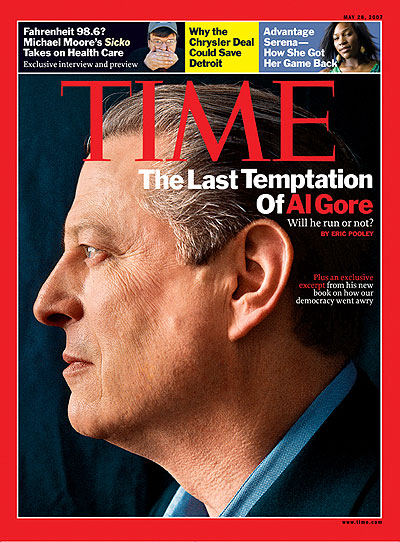 MAY 28, 2007
Fahrenheit 98.6?
Michael Moore's Sicko
Takes on Health Care
Exclusive interview and preview
Why the
Chrysler Deal
Could Save
Detroit
Advantage
Serena—
How She Got
Her Game Back
TIME
The Last Temptation
Of Al Gore
Will he run or not?
BY ERIC POOLEY
Plus an exclusive
excerpt from his new
book on how our
democracy went awry
www.time.com